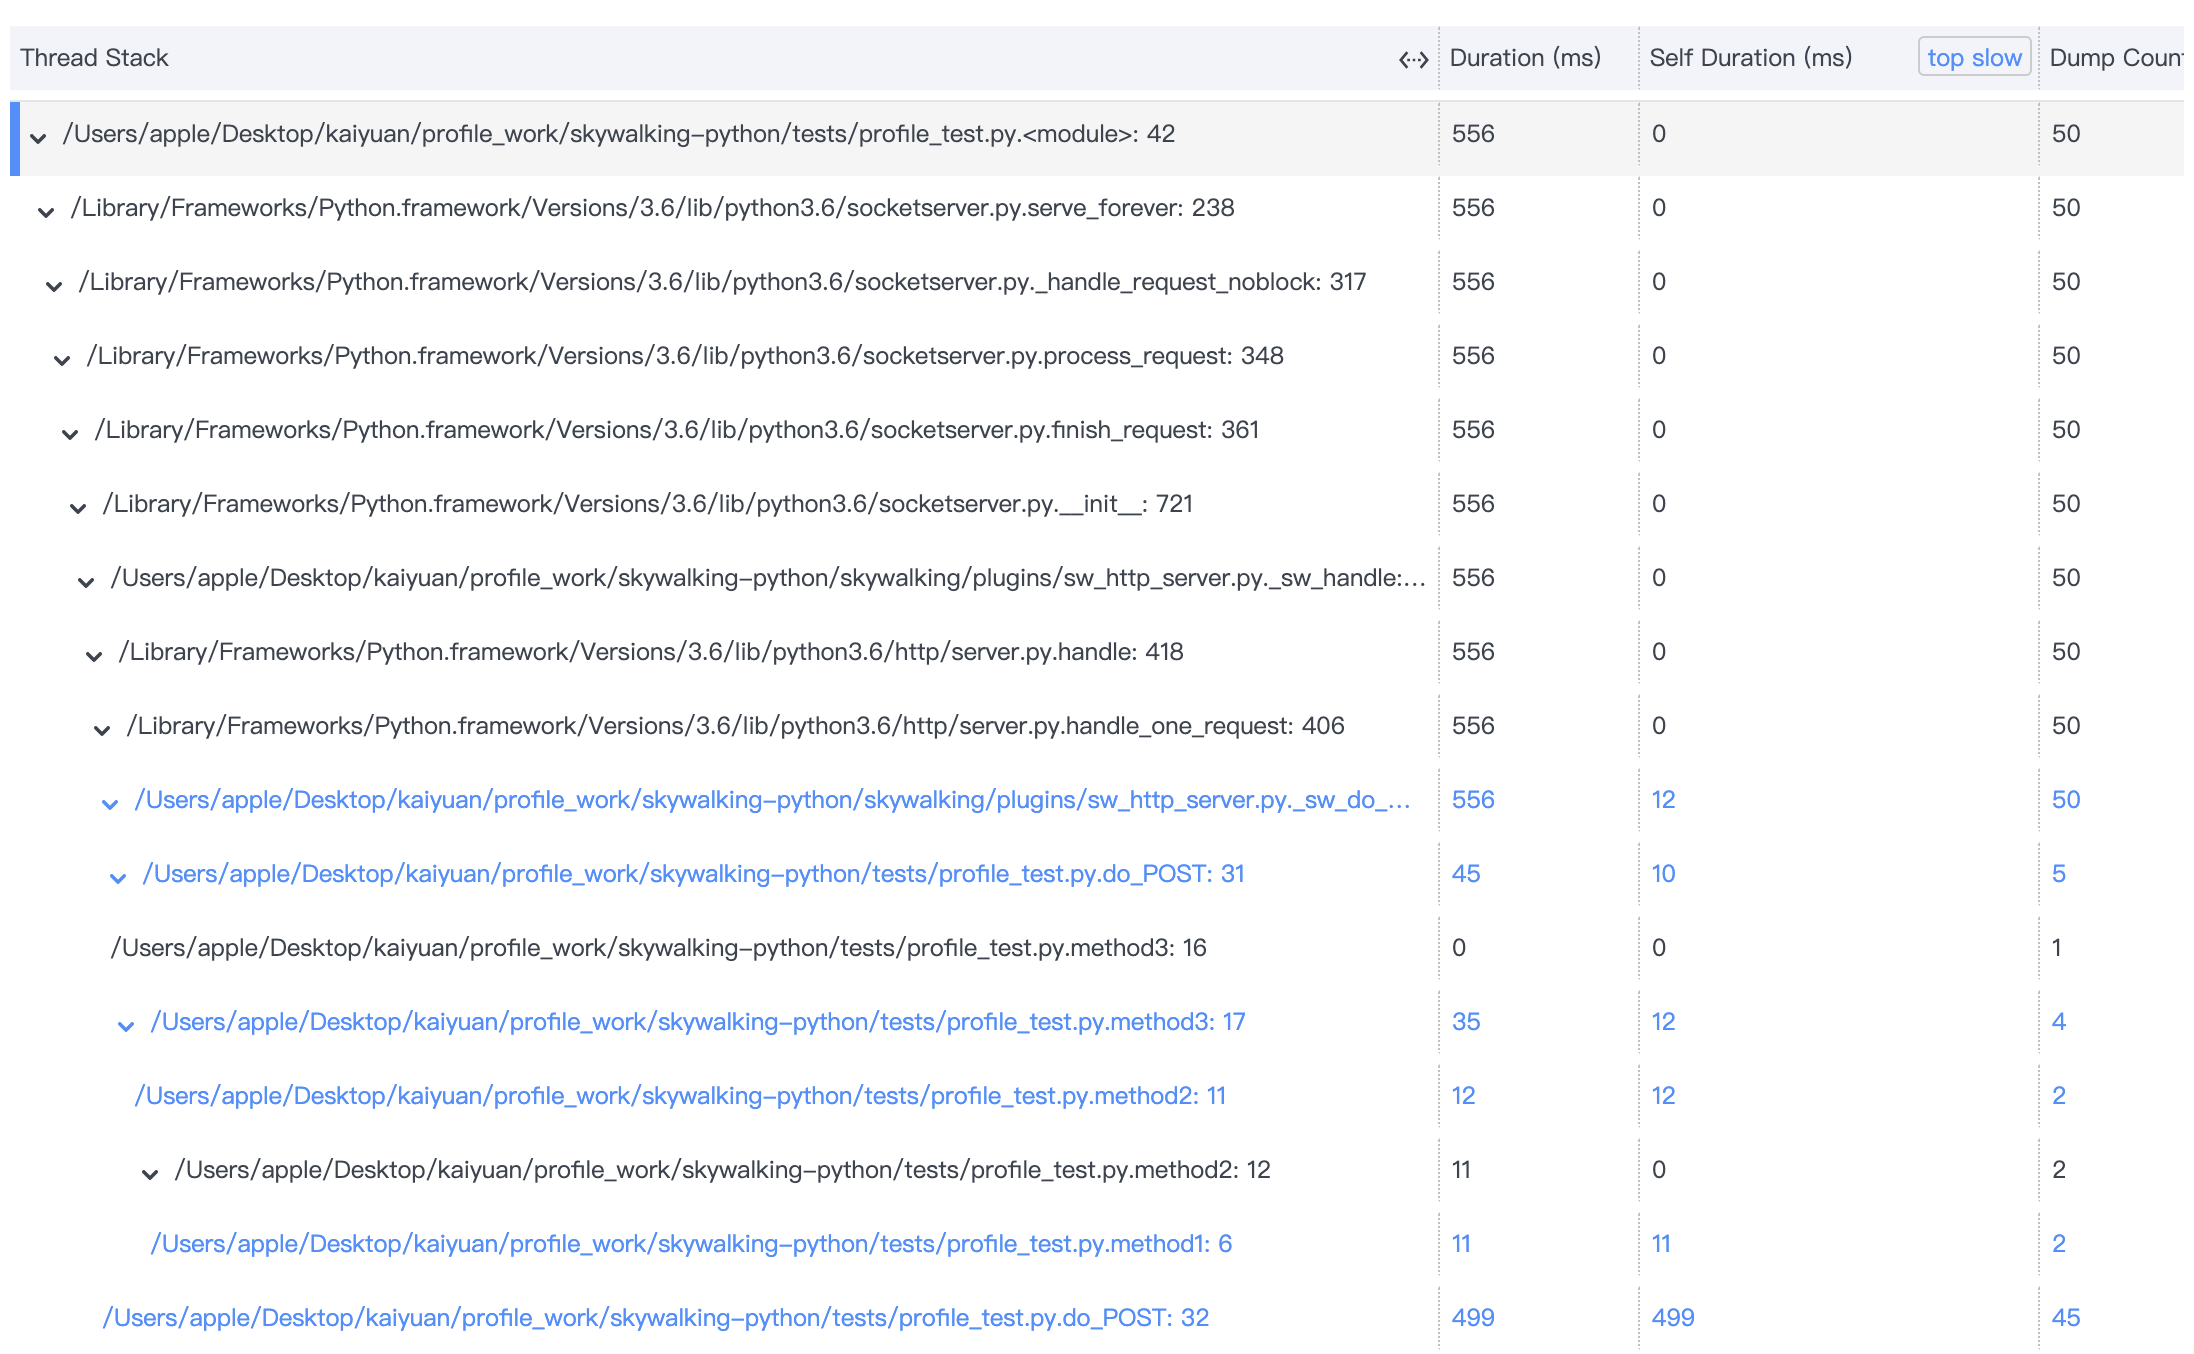 Thread Stack Duration (ms) Self Duration (ms) top slow Dump Coun
/Users/apple/Desktop/kaiyuan/profile_work/skywalking-python/tests/profile_test.py.<module>: 42 556 0 50
/Library/Frameworks/Python.framework/Versions/3.6/lib/python3.6/socketserver.py.serve_forever: 238 556 0 50
/Library/Frameworks/Python.framework/Versions/3.6/lib/python3.6/socketserver.py._handle_request_noblock: 317 556 0 50
/Library/Frameworks/Python.framework/Versions/3.6/lib/python3.6/socketserver.py.process_request: 348 556 0 50
/Library/Frameworks/Python.framework/Versions/3.6/lib/python3.6/socketserver.py.finish_request: 361 556 0 50
/Library/Frameworks/Python.framework/Versions/3.6/lib/python3.6/socketserver.py.__init__: 721 556 0 50
/Users/apple/Desktop/kaiyuan/profile_work/skywalking-python/skywalking/plugins/sw_http_server.py._sw_handle:... 556 0 50
/Library/Frameworks/Python.framework/Versions/3.6/lib/python3.6/http/server.py.handle: 418 556 0 50
/Library/Frameworks/Python.framework/Versions/3.6/lib/python3.6/http/server.py.handle_one_request: 406 556 0 50
/Users/apple/Desktop/kaiyuan/profile_work/skywalking-python/skywalking/plugins/sw_http_server.py._sw_do_... 556 12 50
/Users/apple/Desktop/kaiyuan/profile_work/skywalking-python/tests/profile_test.py.do_POST: 31 45 10 5
/Users/apple/Desktop/kaiyuan/profile_work/skywalking-python/tests/profile_test.py.method3: 16 0 0 1
/Users/apple/Desktop/kaiyuan/profile_work/skywalking-python/tests/profile_test.py.method3: 17 35 12 4
/Users/apple/Desktop/kaiyuan/profile_work/skywalking-python/tests/profile_test.py.method2: 11 12 12 2
/Users/apple/Desktop/kaiyuan/profile_work/skywalking-python/tests/profile_test.py.method2: 12 11 0 2
/Users/apple/Desktop/kaiyuan/profile_work/skywalking-python/tests/profile_test.py.method1: 6 11 11 2
/Users/apple/Desktop/kaiyuan/profile_work/skywalking-python/tests/profile_test.py.do_POST: 32 499 499 45